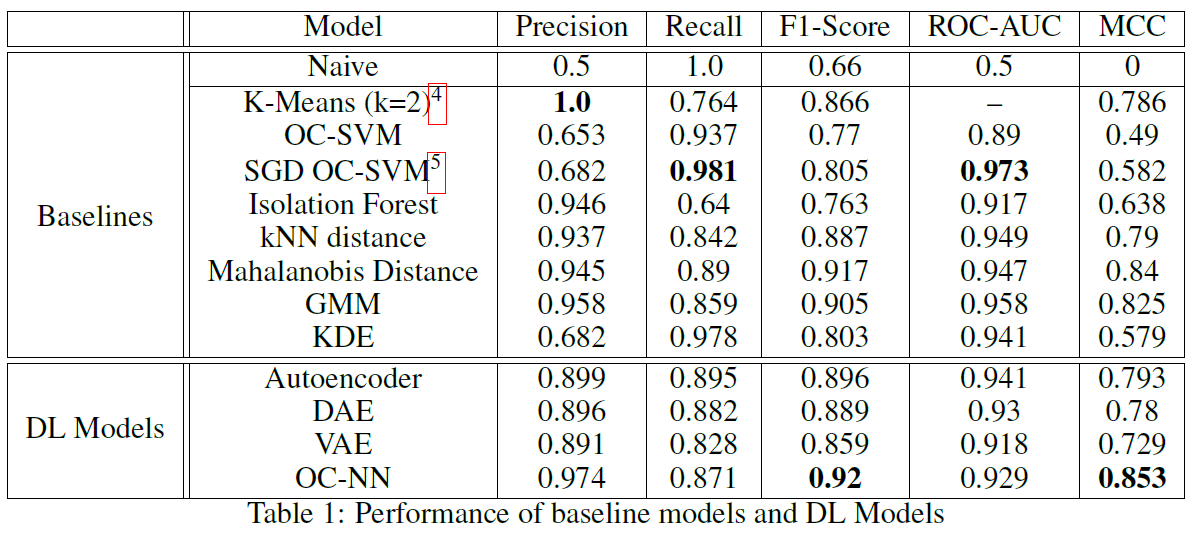 Model Precision Recall F1-Score ROC-AUC MCC
Naive 0.5 1.0 0.66 0.5 0
K-Means (k=2)4 1.0 0.764 0.866 – 0.786
OC-SVM 0.653 0.937 0.77 0.89 0.49
SGD OC-SVM5 0.682 0.981 0.805 0.973 0.582
Isolation Forest 0.946 0.64 0.763 0.917 0.638
Baselines
kNN distance 0.937 0.842 0.887 0.949 0.79
Mahalanobis Distance 0.945 0.89 0.917 0.947 0.84
GMM 0.958 0.859 0.905 0.958 0.825
KDE 0.682 0.978 0.803 0.941 0.579
Autoencoder 0.899 0.895 0.896 0.941 0.793
DAE 0.896 0.882 0.889 0.93 0.78
DL Models
VAE 0.891 0.828 0.859 0.918 0.729
OC-NN 0.974 0.871 0.92 0.929 0.853
Table 1: Performance of baseline models and DL Models